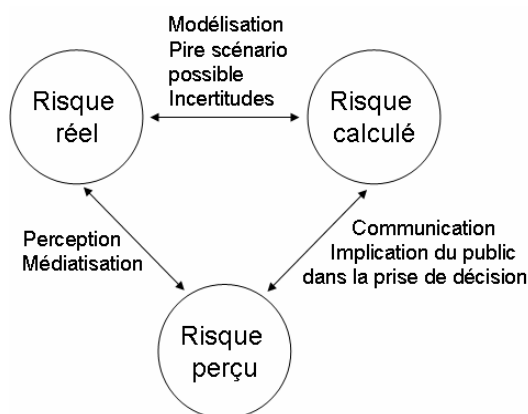 Modélisation
Pire scénario
possible
Incertitudes
Risque
réel
Risque
calculé
Perception
Médiatisation
Communication
Implication du public
dans la prise de décision
Risque
perçu